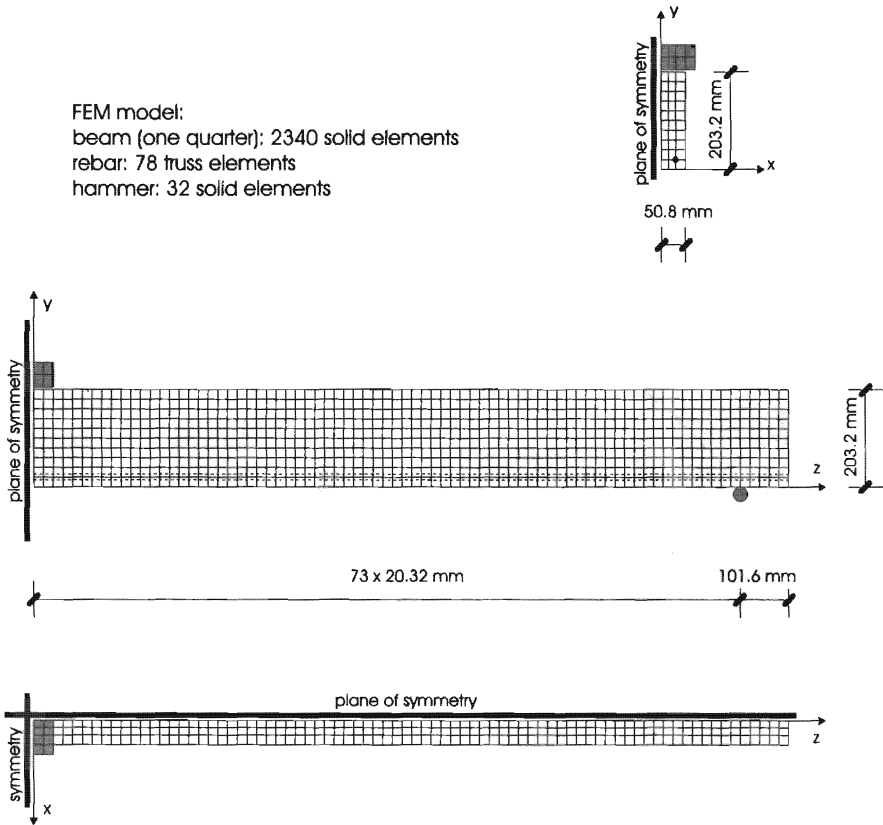 y
plane of symmetry
203.2 mm
x
50.8 mm
FEM model:
beam (one quarter): 2340 solid elements
rebar: 78 truss elements
hammer: 32 solid elements
y
plane of symmetry
z
203.2 mm
73 x 20.32 mm
101.6 mm
plane of symmetry
z
symmetry
x